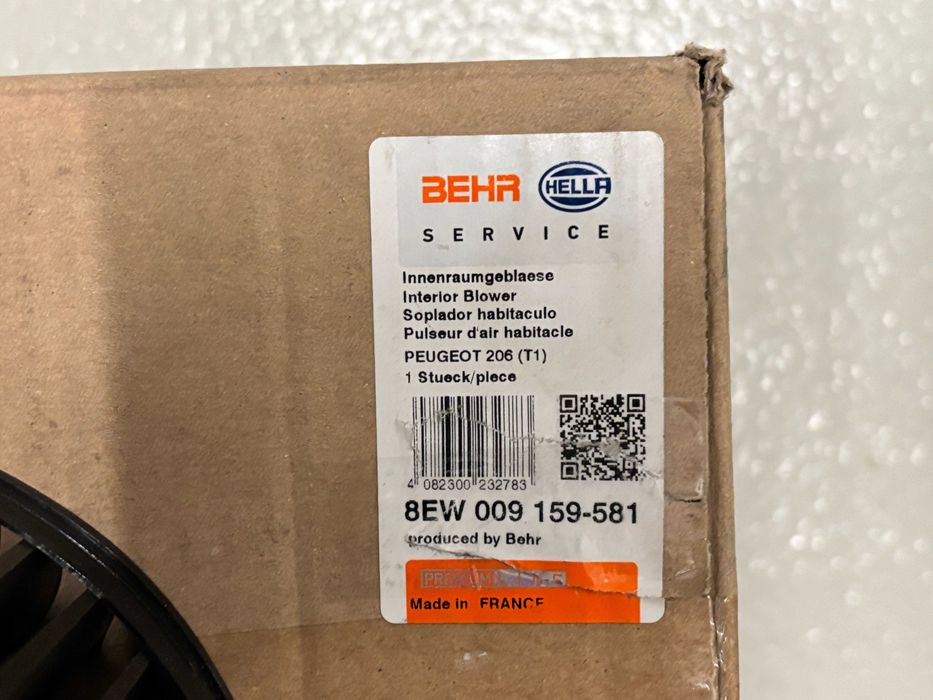 BEHR HELLA
SERVICE
Innenraumgeblaese
Interior Blower
Soplador habitaculo
Pulseur d'air habitacle
PEUGEOT 206 (T1)
1 Stueck/piece
4 082300 232783
8EW 009 159-581
produced by Behr
PREMIUM
Made in FRANCE